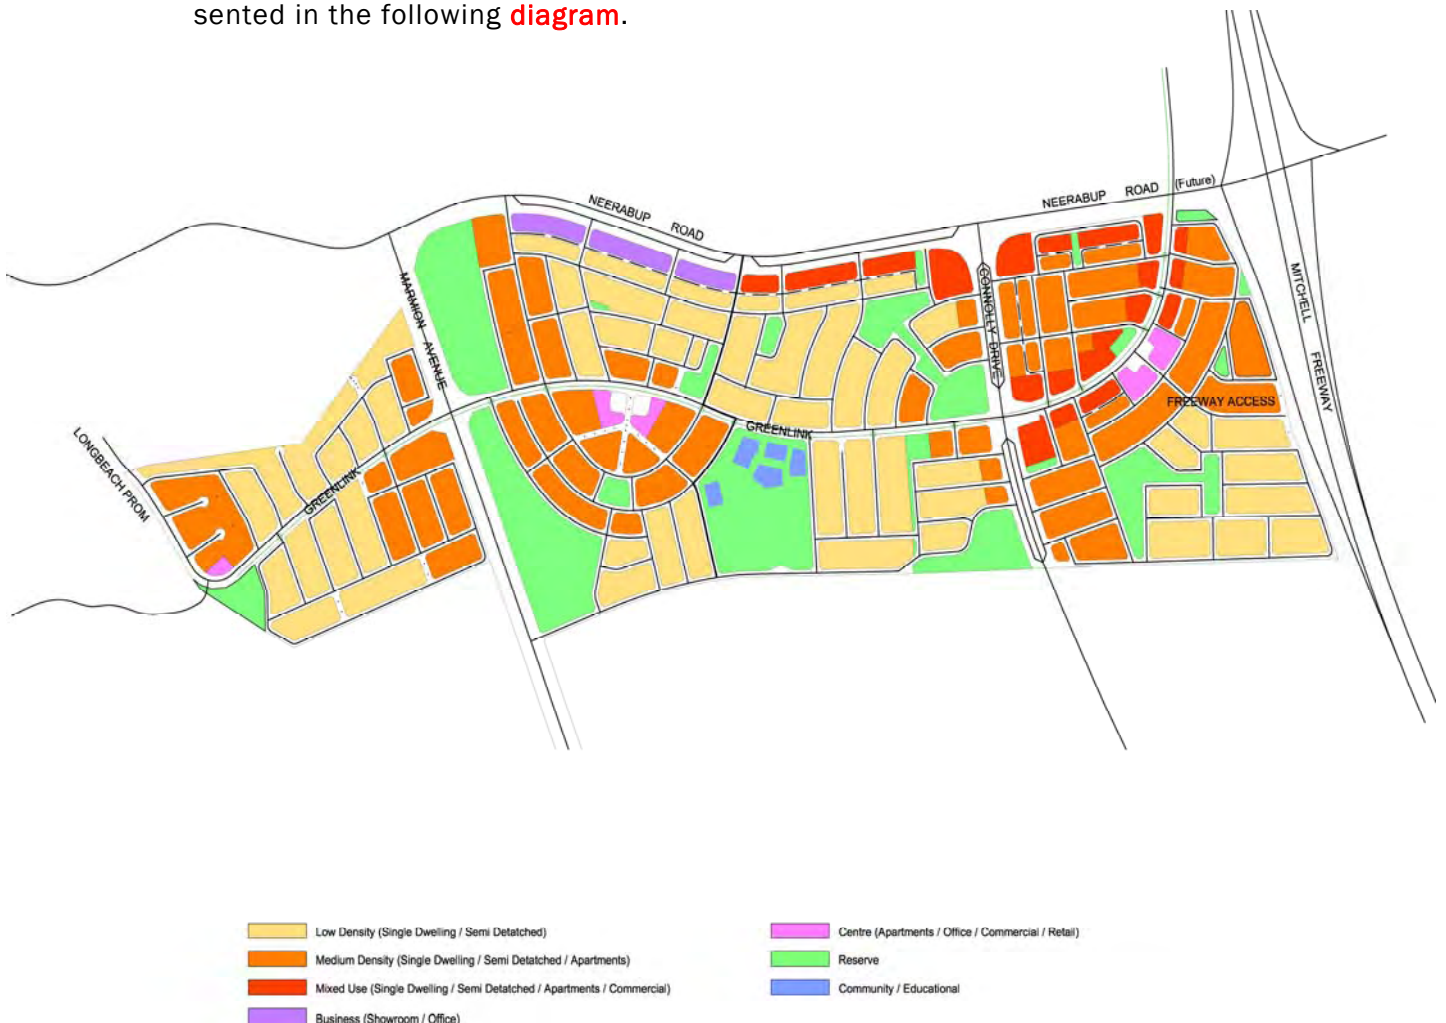 sented in the following diagram.
NEERABUP ROAD
NEERABUP ROAD (Future)
MARMION AVENUE
CONNOLLY DRIVE
MITCHELL FREEWAY
FREEWAY ACCESS
GREENLINK
LONGBEACH PROM
GREENLINK
Low Density (Single Dwelling / Semi Detatched)
Medium Density (Single Dwelling / Semi Detatched / Apartments)
Mixed Use (Single Dwelling / Semi Detatched / Apartments / Commercial)
Business (Showroom / Office)
Centre (Apartments / Office / Commercial / Retail)
Reserve
Community / Educational